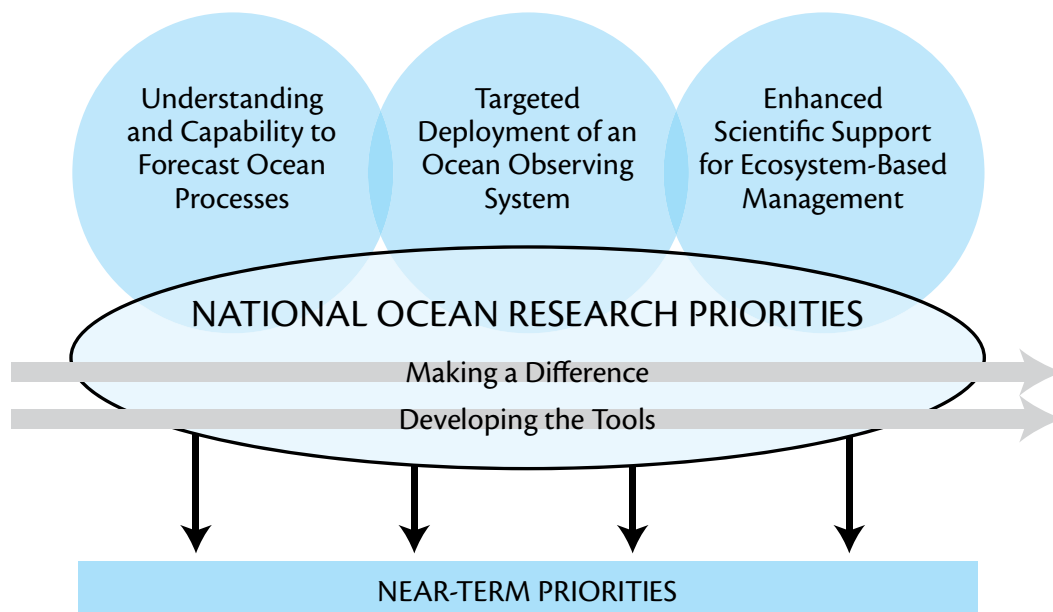 Understanding
and Capability to
Forecast Ocean
Processes
Targeted
Deployment of an
Ocean Observing
System
Enhanced
Scientific Support
for Ecosystem-Based
Management
NATIONAL OCEAN RESEARCH PRIORITIES
Making a Difference
Developing the Tools
NEAR-TERM PRIORITIES